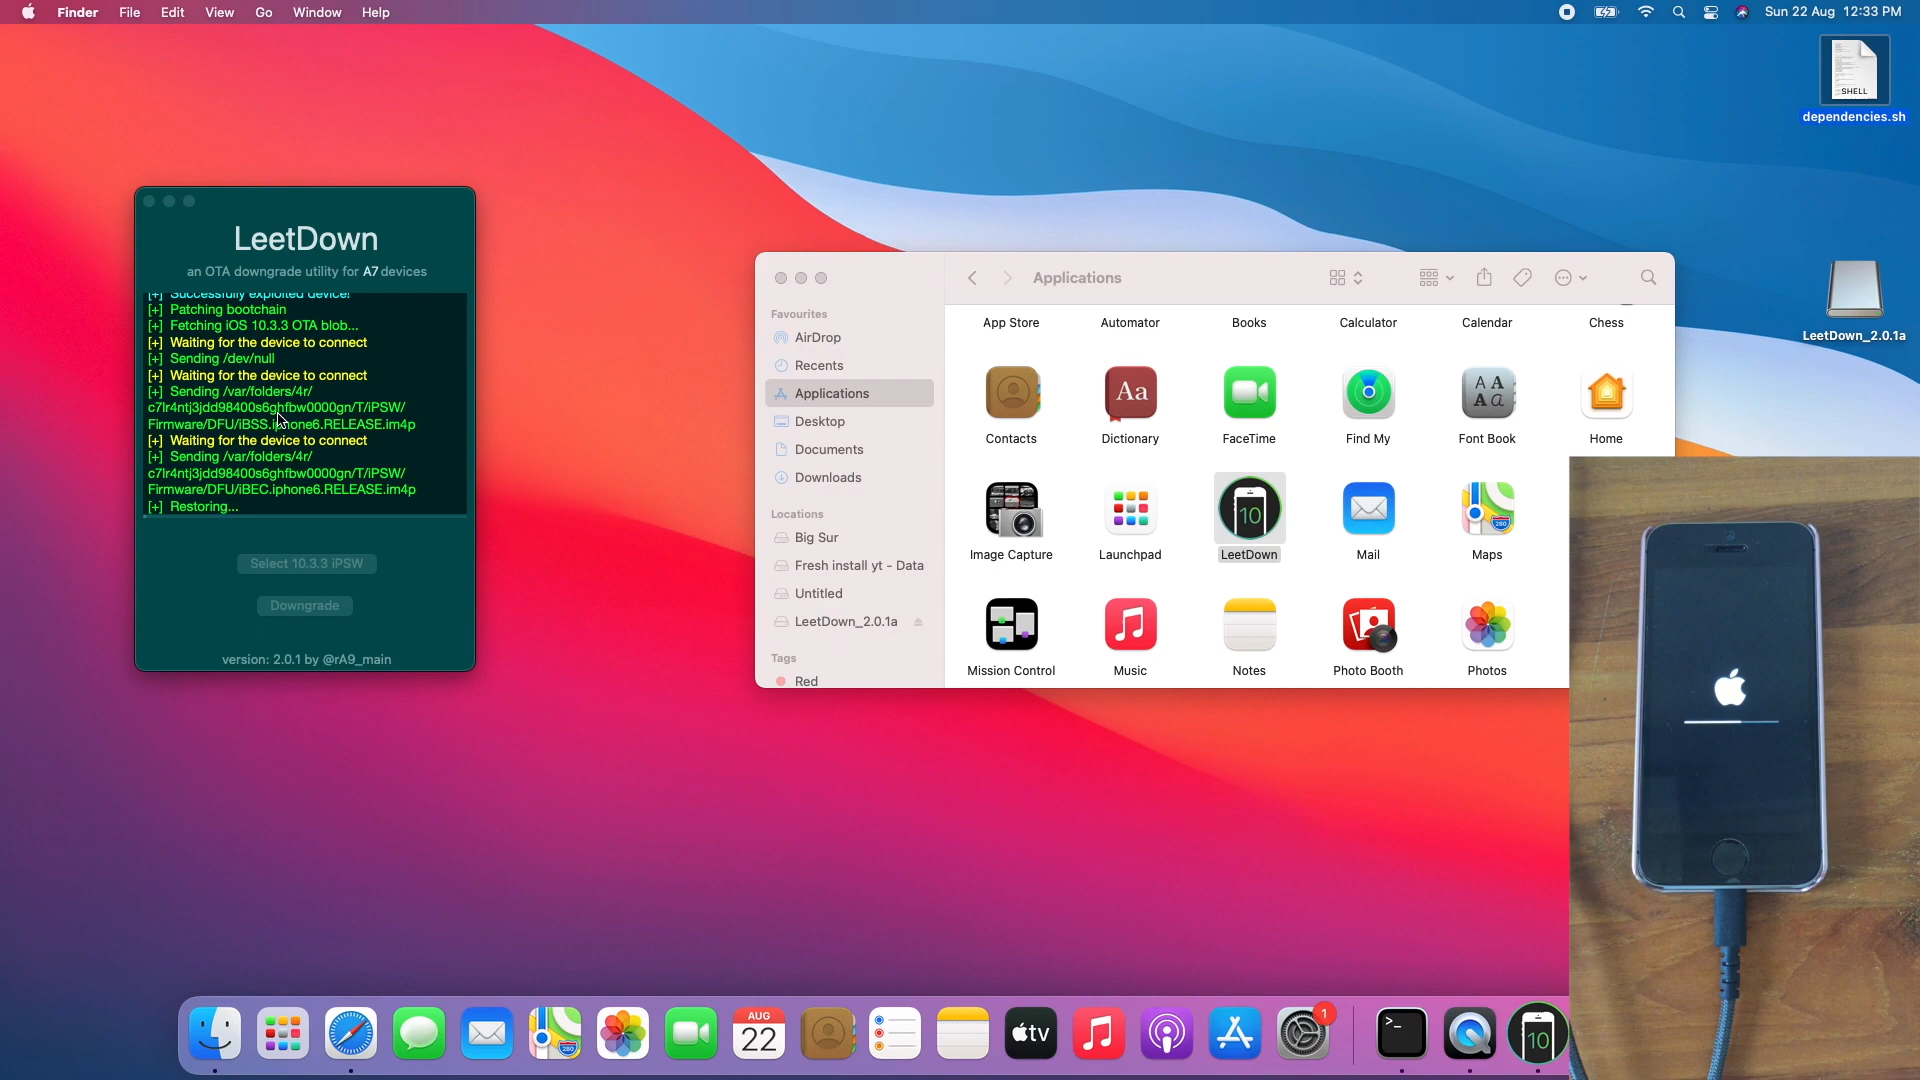 Finder File Edit View Go Window Help
Sun 22 Aug 12:33 PM
SHELL
dependencies.sh
LeetDown_2.0.1a
LeetDown
an OTA downgrade utility for A7 devices
[+] Successfully exploited device!
[+] Patching bootchain
[+] Fetching iOS 10.3.3 OTA blob...
[+] Waiting for the device to connect
[+] Sending /dev/null
[+] Waiting for the device to connect
[+] Sending /var/folders/4r/
c7lr4ntj3jdd98400s6ghfbw0000gn/T/iPSW/
Firmware/DFU/iBSS.iphone6.RELEASE.im4p
[+] Waiting for the device to connect
[+] Sending /var/folders/4r/
c7lr4ntj3jdd98400s6ghfbw0000gn/T/iPSW/
Firmware/DFU/iBEC.iphone6.RELEASE.im4p
[+] Restoring...
Select 10.3.3 iPSW
Downgrade
version: 2.0.1 by @rA9_main
Applications
Favourites
AirDrop
Recents
Applications
Desktop
Documents
Downloads
Locations
Big Sur
Fresh install yt - Data
Untitled
LeetDown_2.0.1a
Tags
Red
App Store Automator Books Calculator Calendar Chess
Aa
AA
Aa
Contacts Dictionary FaceTime Find My Font Book Home
10
280
Image Capture Launchpad LeetDown Mail Maps
Mission Control Music Notes Photo Booth Photos
280
AUG
22
tv
1
>_
10